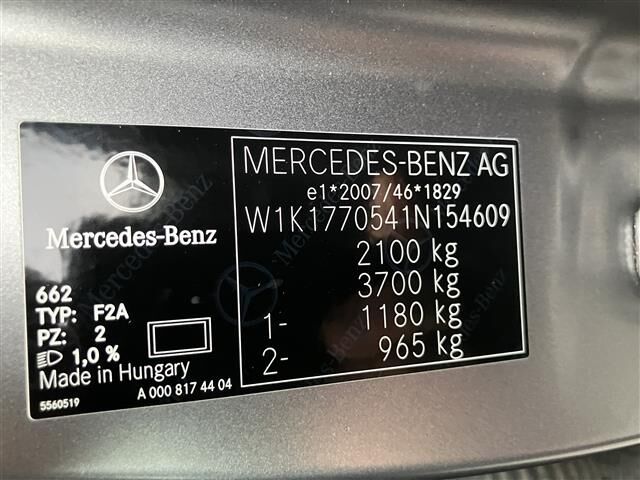 MERCEDES-BENZ AG
e1*2007/46*1829
W1K1770541N154609
2100 kg
3700 kg
1- 1180 kg
2- 965 kg
Mercedes-Benz
662
TYP: F2A
PZ: 2
1,0 %
Made in Hungary
A 000 817 44 04
5560519